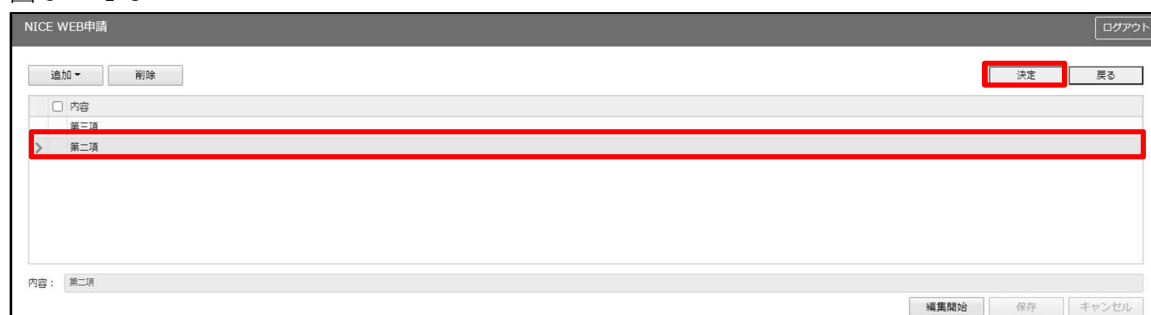 NICE WEB申請
ログアウト
追加
削除
決定
戻る
内容
第三項
第二項
内容： 第二項
編集開始
保存
キャンセル